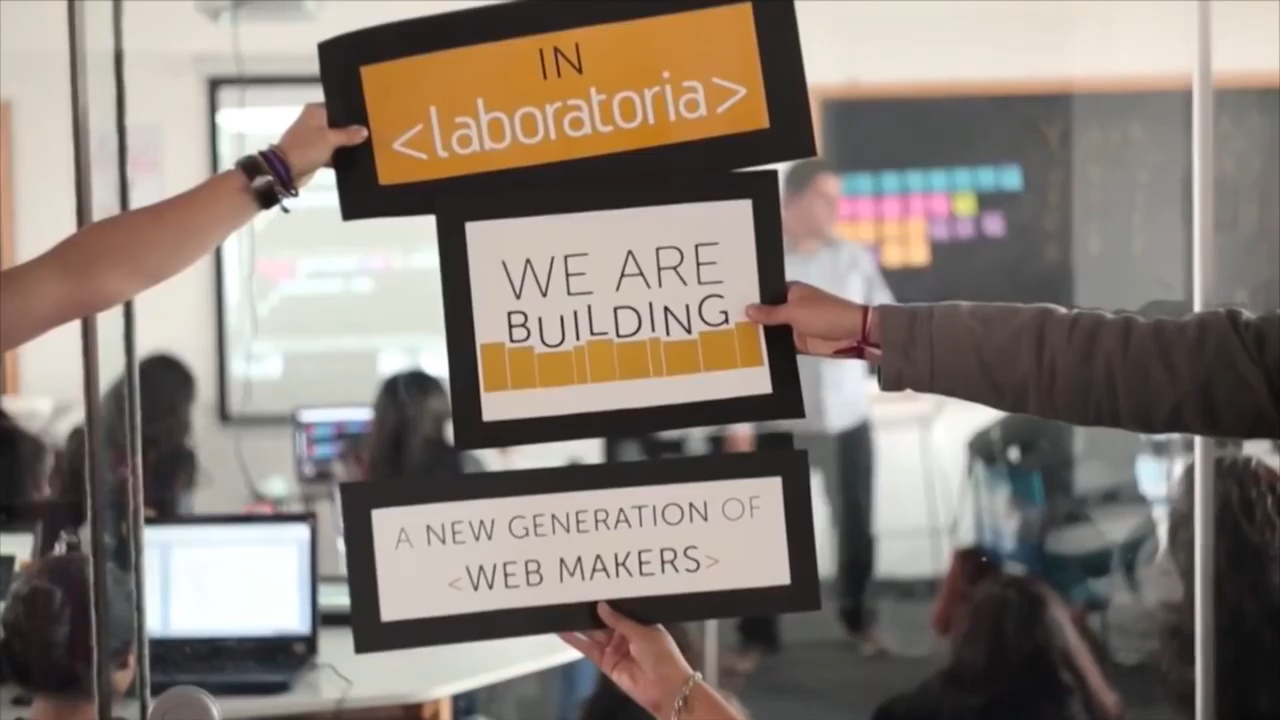 IN
<laboratoria>
WE ARE
BUILDING
A NEW GENERATION OF
<WEB MAKERS>